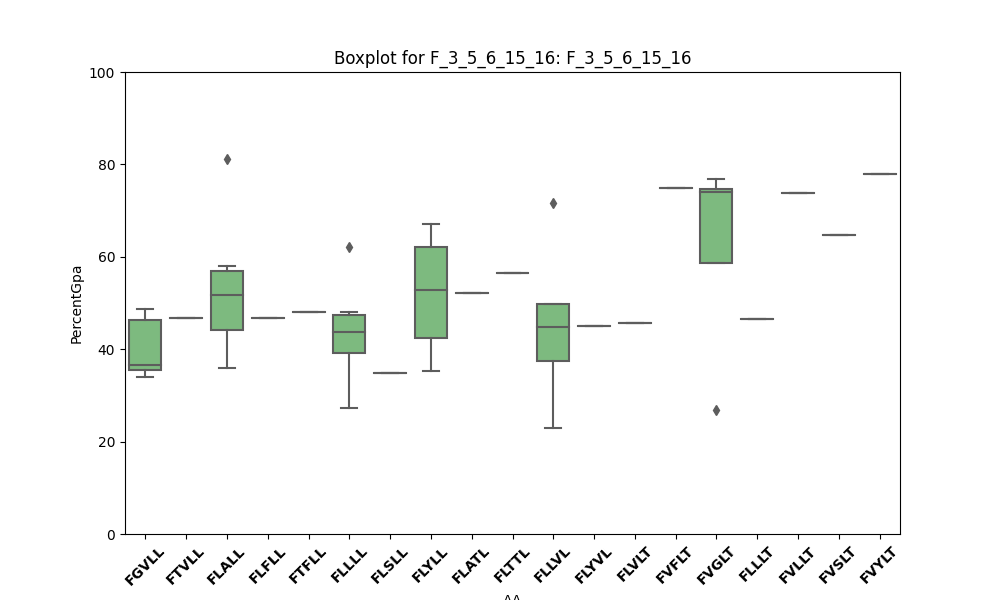 Boxplot for F_3_5_6_15_16: F_3_5_6_15_16
100
80
60
40
20
0
PercentGpa
FGVLL
FTVLL
FLALL
FLFLL
FTFLL
FLLLL
FLSLL
FLYLL
FLATL
FLTTL
FLLVL
FLYVL
FLVLT
FVFLT
FVGLT
FLLLT
FVLLT
FVSLT
FVYLT
AA